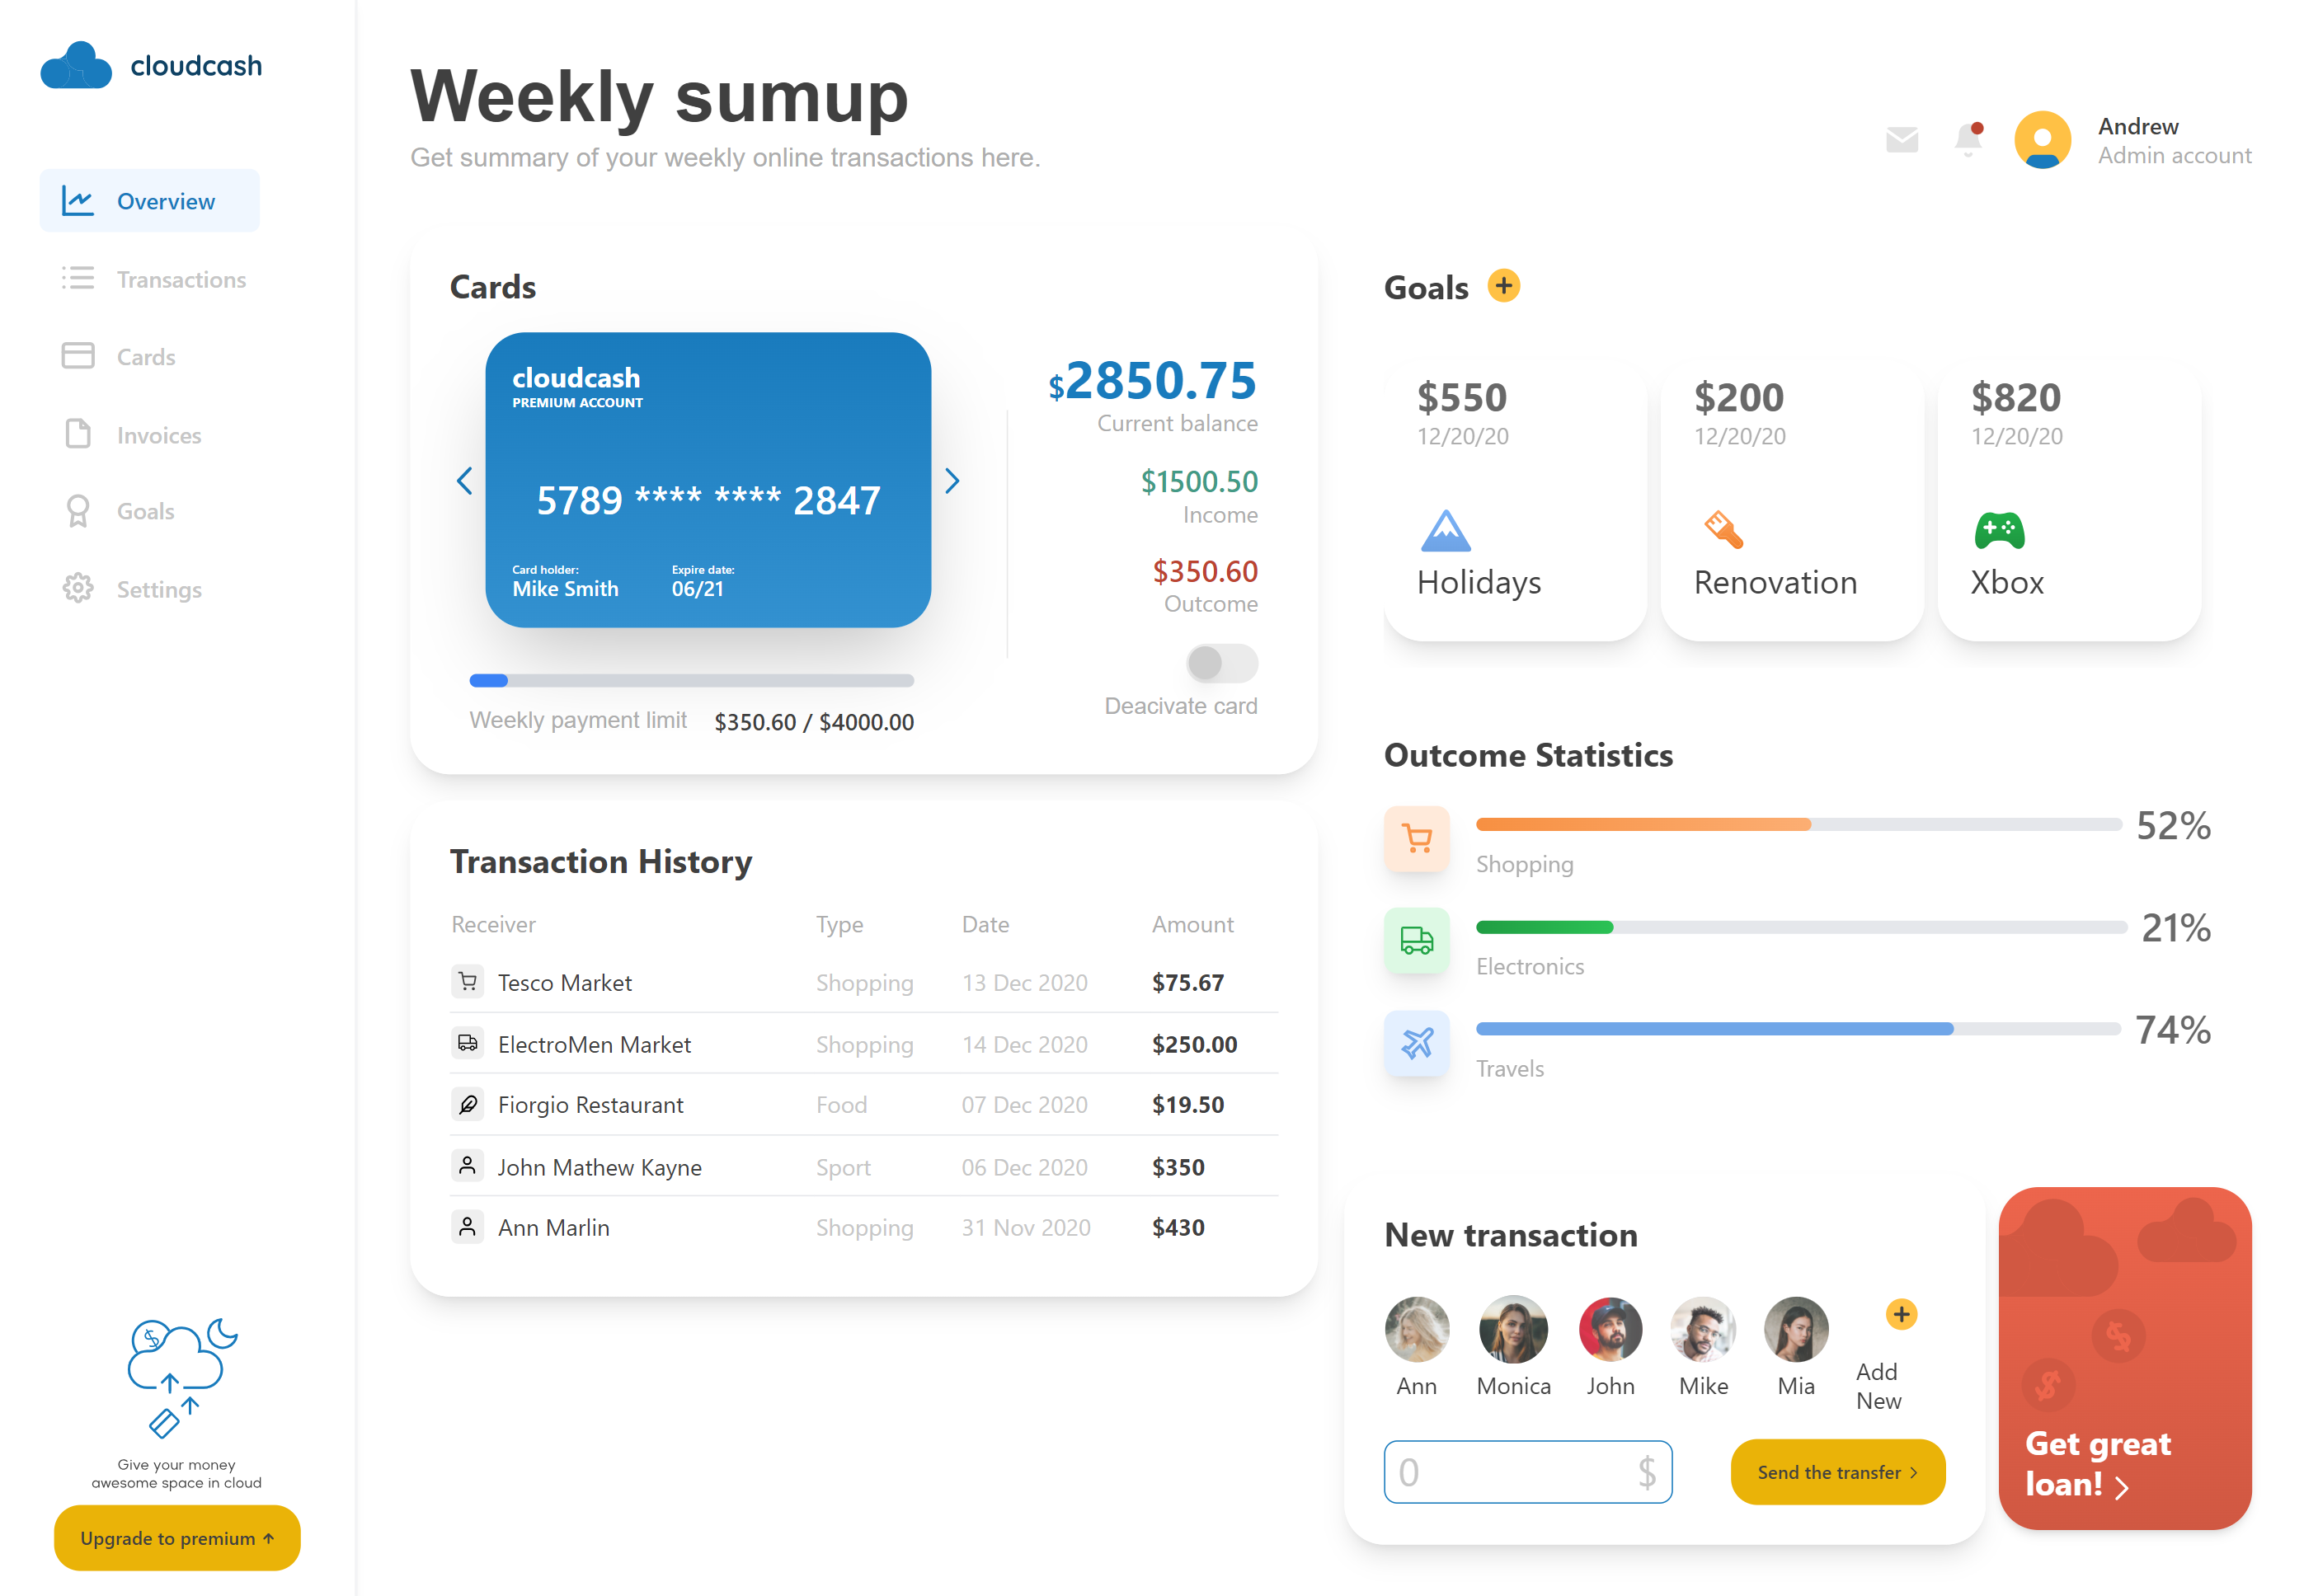 cloudcash
Overview
Transactions
Cards
Invoices
Goals
Settings
Give your money
awesome space in cloud
Upgrade to premium
Weekly sumup
Get summary of your weekly online transactions here.
Andrew
Admin account
Cards
cloudcash
PREMIUM ACCOUNT
5789 **** **** 2847
Card holder:
Mike Smith
Expire date:
06/21
Weekly payment limit
$350.60 / $4000.00
$2850.75
Current balance
$1500.50
Income
$350.60
Outcome
Deacivate card
Transaction History
Receiver Type Date Amount
Tesco Market Shopping 13 Dec 2020 $75.67
ElectroMen Market Shopping 14 Dec 2020 $250.00
Fiorgio Restaurant Food 07 Dec 2020 $19.50
John Mathew Kayne Sport 06 Dec 2020 $350
Ann Marlin Shopping 31 Nov 2020 $430
Goals
$550
12/20/20
Holidays
$200
12/20/20
Renovation
$820
12/20/20
Xbox
Outcome Statistics
52%
Shopping
21%
Electronics
74%
Travels
New transaction
Ann
Monica
John
Mike
Mia
Add
New
0 $
Send the transfer
Get great
loan!